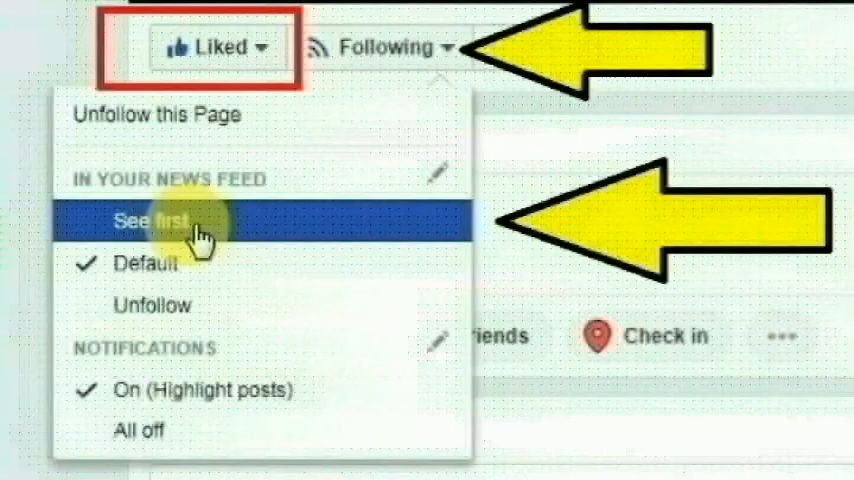 Liked Following
Unfollow this Page
IN YOUR NEWS FEED
See first
Default
Unfollow
riends Check in
NOTIFICATIONS
On (Highlight posts)
All off